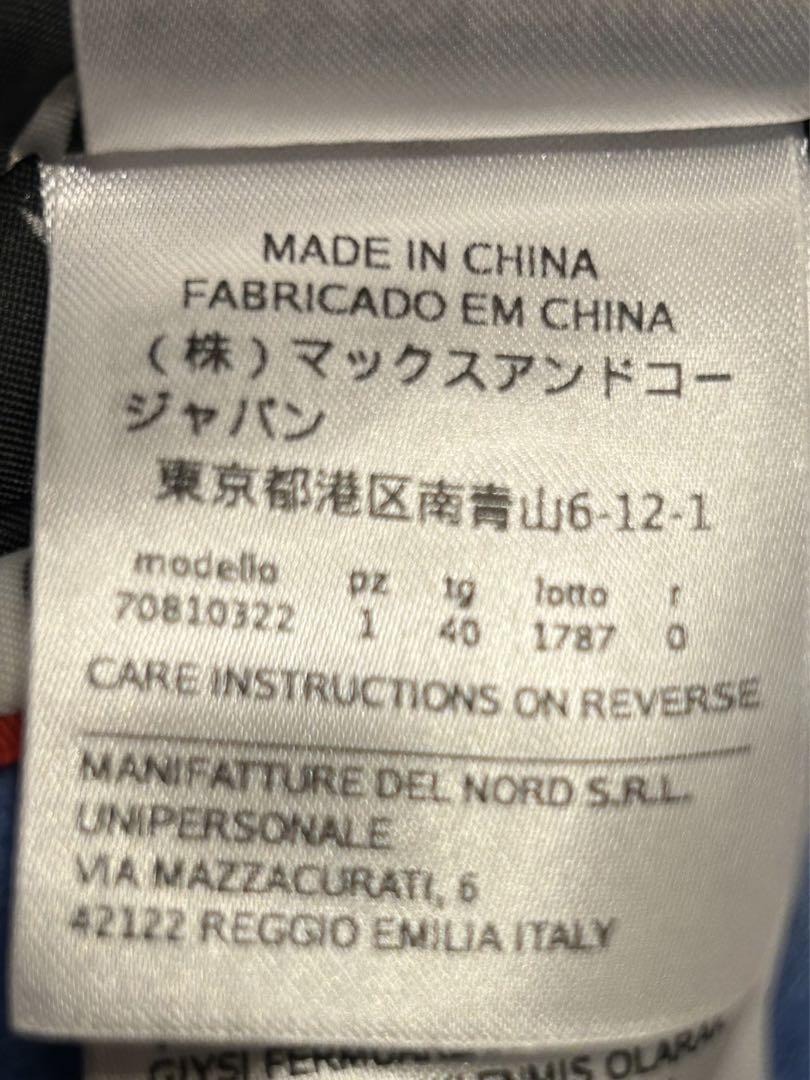 MADE IN CHINA
FABRICADO EM CHINA
(株)マックスアンドコー
ジャパン
東京都港区南青山6-12-1
modello pz tg lotto r
70810322 1 40 1787 0
CARE INSTRUCTIONS ON REVERSE
MANIFATTURE DEL NORD S.R.L.
UNIPERSONALE
VIA MAZZACURATI, 6
42122 REGGIO EMILIA ITALY
GIYSI